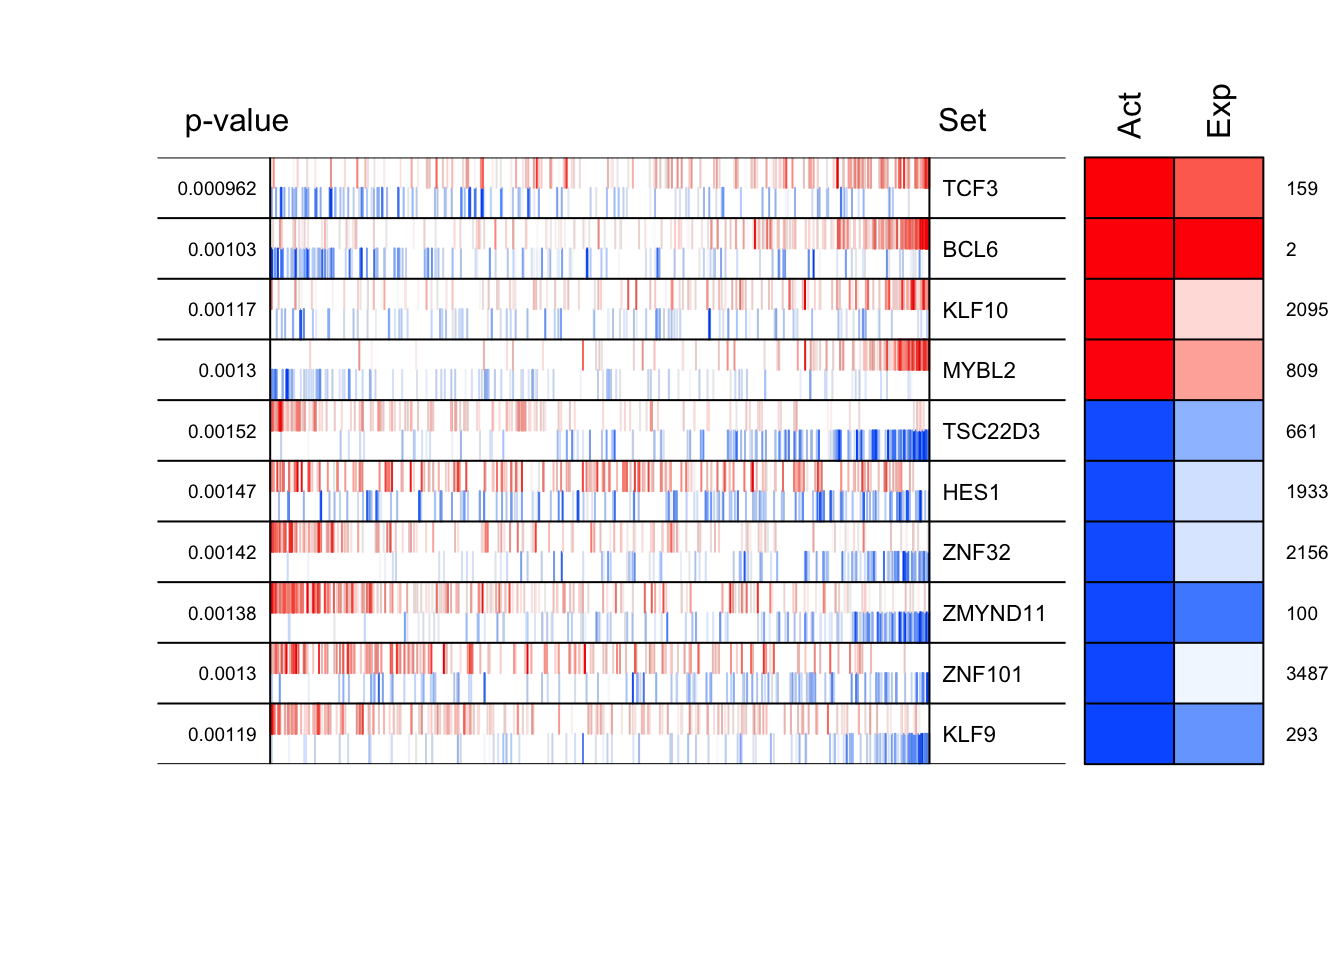 p-value Set Act Exp
0.000962 TCF3 159
0.00103 BCL6 2
0.00117 KLF10 2095
0.0013 MYBL2 809
0.00152 TSC22D3 661
0.00147 HES1 1933
0.00142 ZNF32 2156
0.00138 ZMYND11 100
0.0013 ZNF101 3487
0.00119 KLF9 293